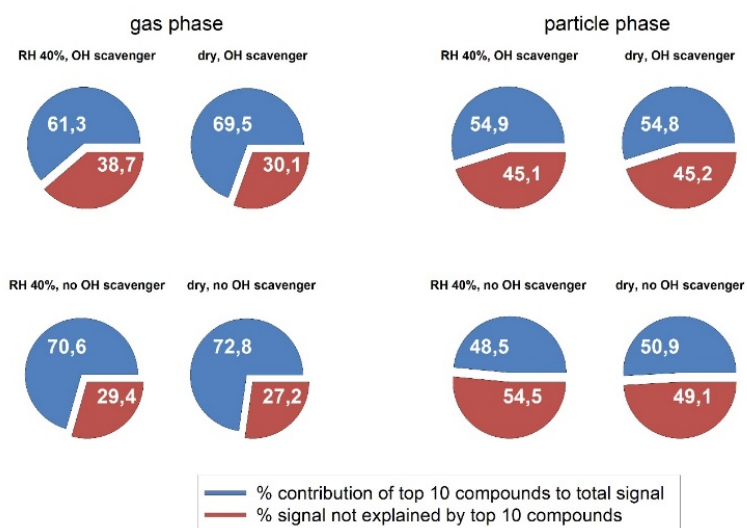 gas phase
particle phase
RH 40%, OH scavenger
dry, OH scavenger
RH 40%, OH scavenger
dry, OH scavenger
61,3
38,7
69,5
30,1
54,9
45,1
54,8
45,2
RH 40%, no OH scavenger
dry, no OH scavenger
RH 40%, no OH scavenger
dry, no OH scavenger
70,6
29,4
72,8
27,2
48,5
54,5
50,9
49,1
% contribution of top 10 compounds to total signal
% signal not explained by top 10 compounds